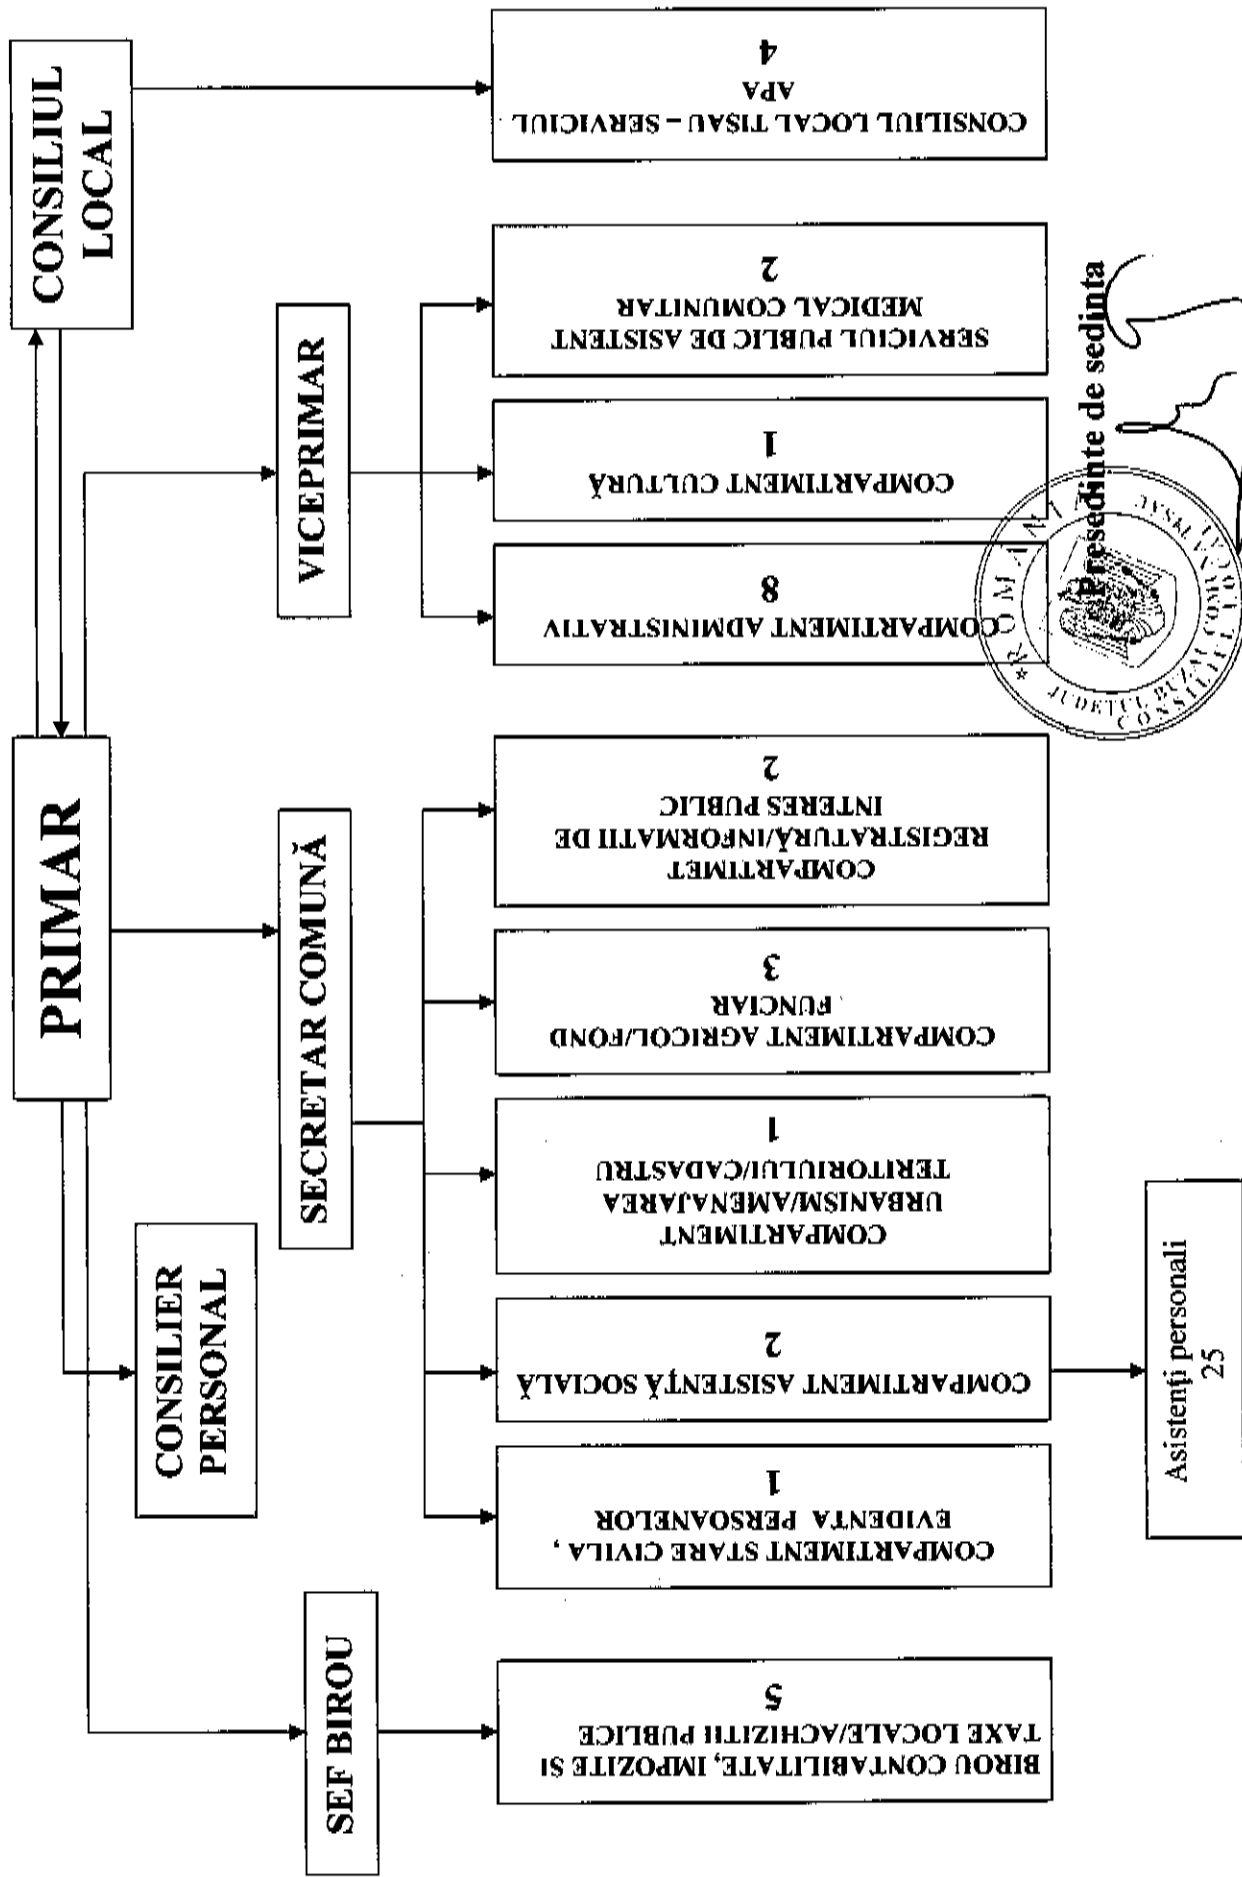 CONSILIUL
LOCAL
PRIMAR
CONSILIER
PERSONAL
SEF BIROU
SECRETAR COMUNĂ
VICEPRIMAR
BIROU CONTABILITATE, IMPOZITE SI
TAXE LOCALE/ACHIZITII PUBLICE
5
COMPARTIMENT STARE CIVILA ,
EVIDENTA PERSOANELOR
1
COMPARTIMENT ASISTENŢĂ SOCIALĂ
2
COMPARTIMENT
URBANISM/AMENAJAREA
TERITORIULUI/CADASTRU
1
COMPARTIMENT AGRICOL/FOND
FUNCIAR
3
COMPARTIMET
REGISTRATURĂ/INFORMATII DE
INTERES PUBLIC
2
COMPARTIMENT ADMINISTRATIV
8
COMPARTIMENT CULTURĂ
1
SERVICIUL PUBLIC DE ASISTENT
MEDICAL COMUNITAR
2
CONSILIUL LOCAL TISAU – SERVICIUL
APA
4
Asistenţi personali
25
Presedinte de sedinta
ROMANIA
JUDEŢUL BUZĂU
CONSILIUL LOCAL